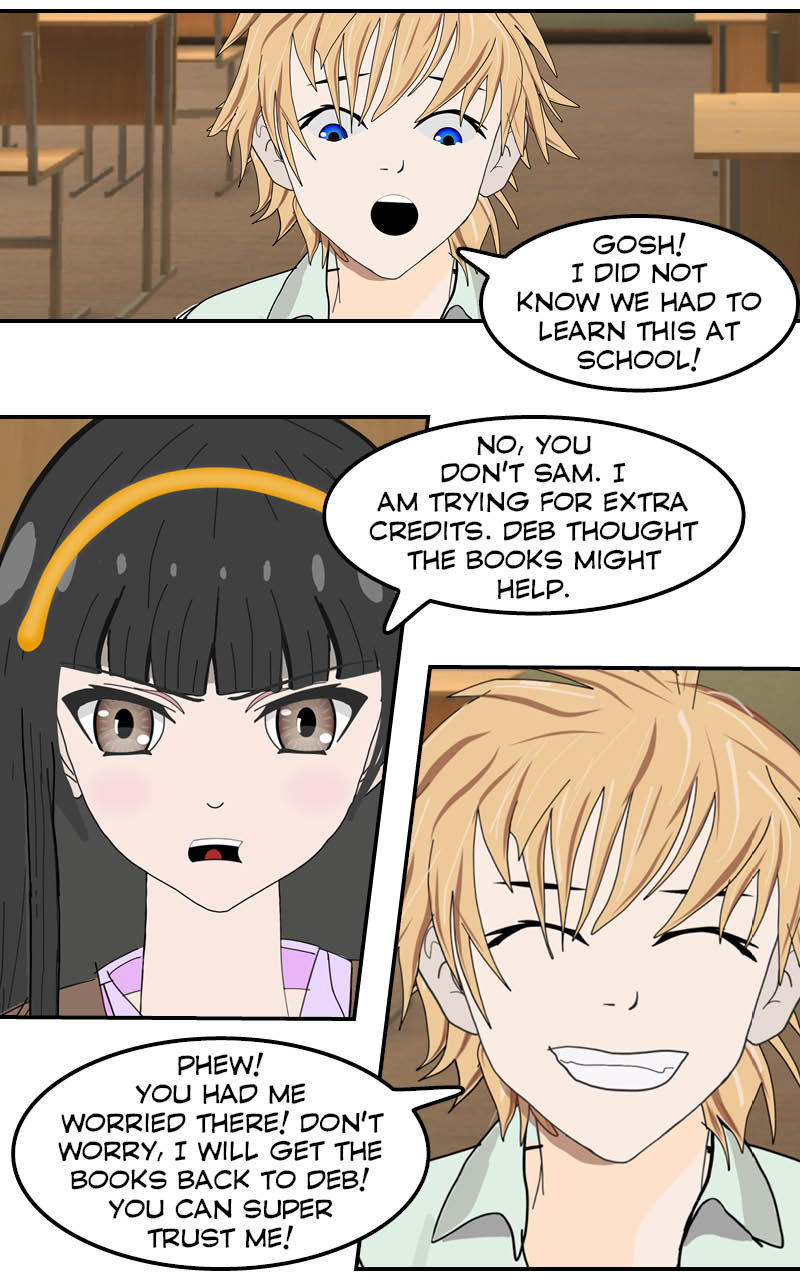 GOSH!
I DID NOT
KNOW WE HAD TO
LEARN THIS AT
SCHOOL!
NO, YOU
DON'T SAM. I
AM TRYING FOR EXTRA
CREDITS. DEB THOUGHT
THE BOOKS MIGHT
HELP.
PHEW!
YOU HAD ME
WORRIED THERE! DON'T
WORRY, I WILL GET THE
BOOKS BACK TO DEB!
YOU CAN SUPER
TRUST ME!